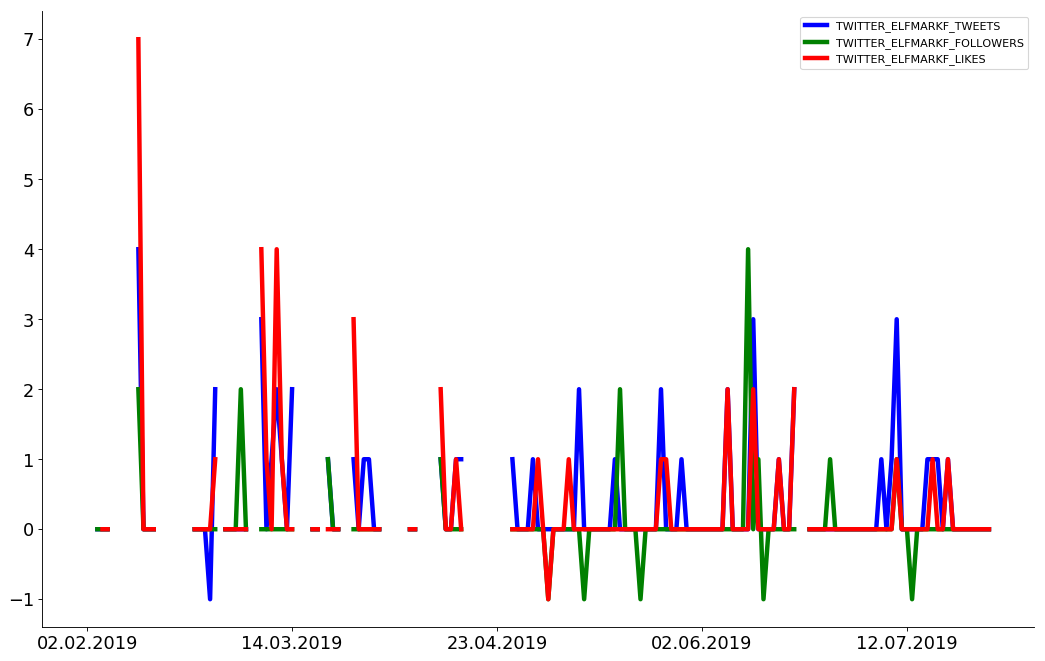 TWITTER_ELFMARKF_TWEETS
TWITTER_ELFMARKF_FOLLOWERS
TWITTER_ELFMARKF_LIKES
7
6
5
4
3
2
1
0
−1
02.02.2019 14.03.2019 23.04.2019 02.06.2019 12.07.2019